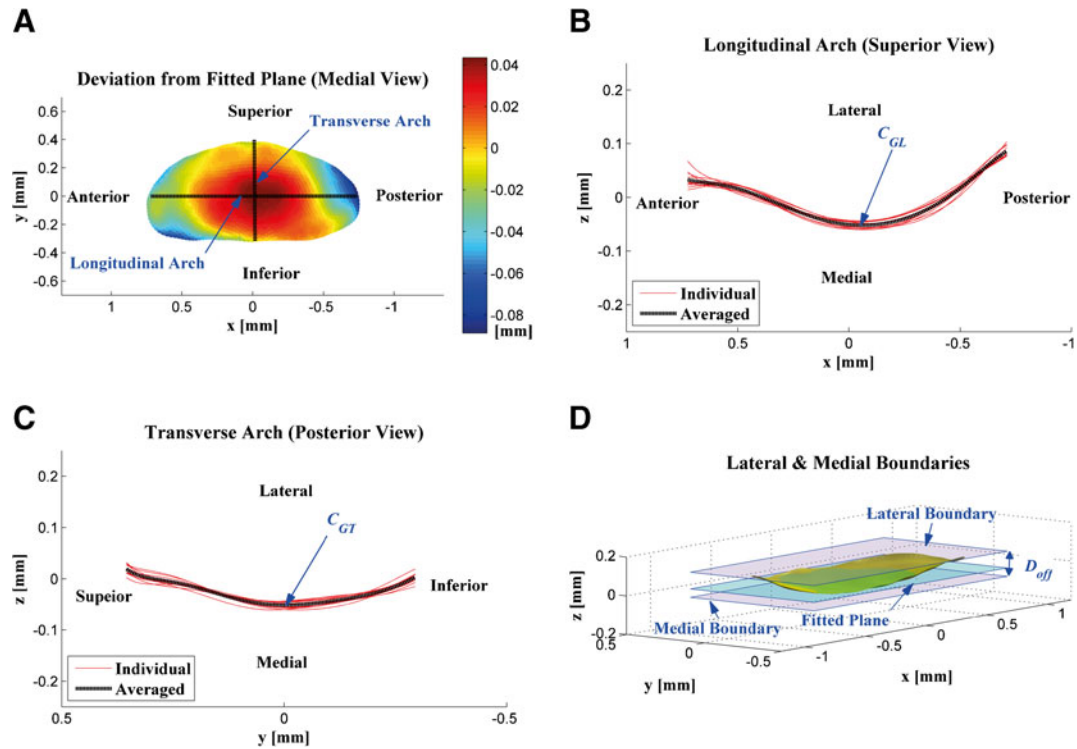 A
Deviation from Fitted Plane (Medial View)
0.6
0.4
0.2
0
-0.2
-0.4
-0.6
y [mm]
1
0.5
0
-0.5
-1
x [mm]
Superior
Transverse Arch
Anterior
Posterior
Longitudinal Arch
Inferior
0.04
0.02
0
-0.02
-0.04
-0.06
-0.08
[mm]
B
Longitudinal Arch (Superior View)
0.2
0.1
0
-0.1
-0.2
z [mm]
Lateral
C_GL
Anterior
Posterior
Medial
Individual
Averaged
1
0.5
0
-0.5
-1
x [mm]
C
Transverse Arch (Posterior View)
0.2
0.1
0
-0.1
-0.2
z [mm]
Lateral
C_GT
Supeior
Inferior
Medial
Individual
Averaged
0.5
0
-0.5
y [mm]
D
Lateral & Medial Boundaries
Lateral Boundary
D_off
0.2
0
-0.2
z [mm]
Medial Boundary
Fitted Plane
0.5
0
-0.5
y [mm]
-1
-0.5
0
0.5
1
x [mm]